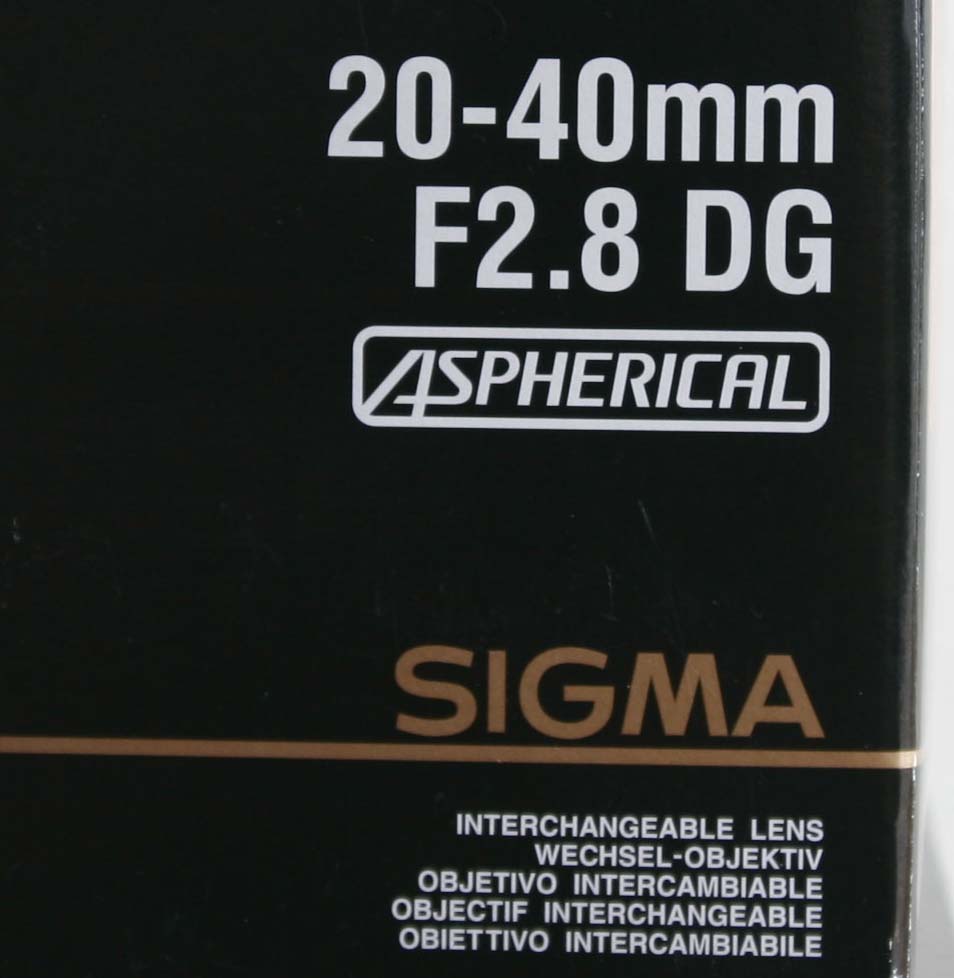 20-40mm
F2.8 DG
ASPHERICAL
SIGMA
INTERCHANGEABLE LENS
WECHSEL-OBJEKTIV
OBJETIVO INTERCAMBIABLE
OBJECTIF INTERCHANGEABLE
OBIETTIVO INTERCAMBIABILE